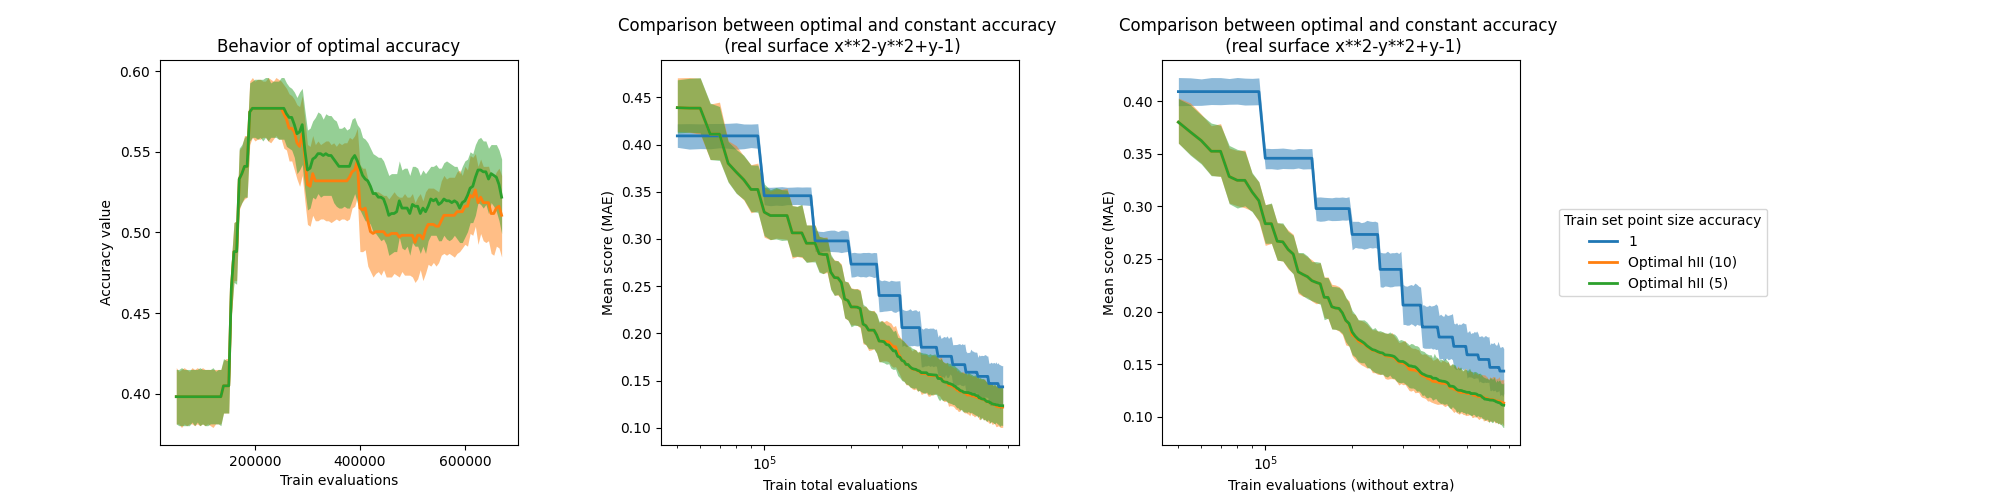 Behavior of optimal accuracy
0.60
0.55
0.50
0.45
0.40
Accuracy value
200000
400000
600000
Train evaluations
Comparison between optimal and constant accuracy
(real surface x**2-y**2+y-1)
0.45
0.40
0.35
0.30
0.25
0.20
0.15
0.10
Mean score (MAE)
10^5
Train total evaluations
Comparison between optimal and constant accuracy
(real surface x**2-y**2+y-1)
0.40
0.35
0.30
0.25
0.20
0.15
0.10
Mean score (MAE)
10^5
Train evaluations (without extra)
Train set point size accuracy
1
Optimal hII (10)
Optimal hII (5)